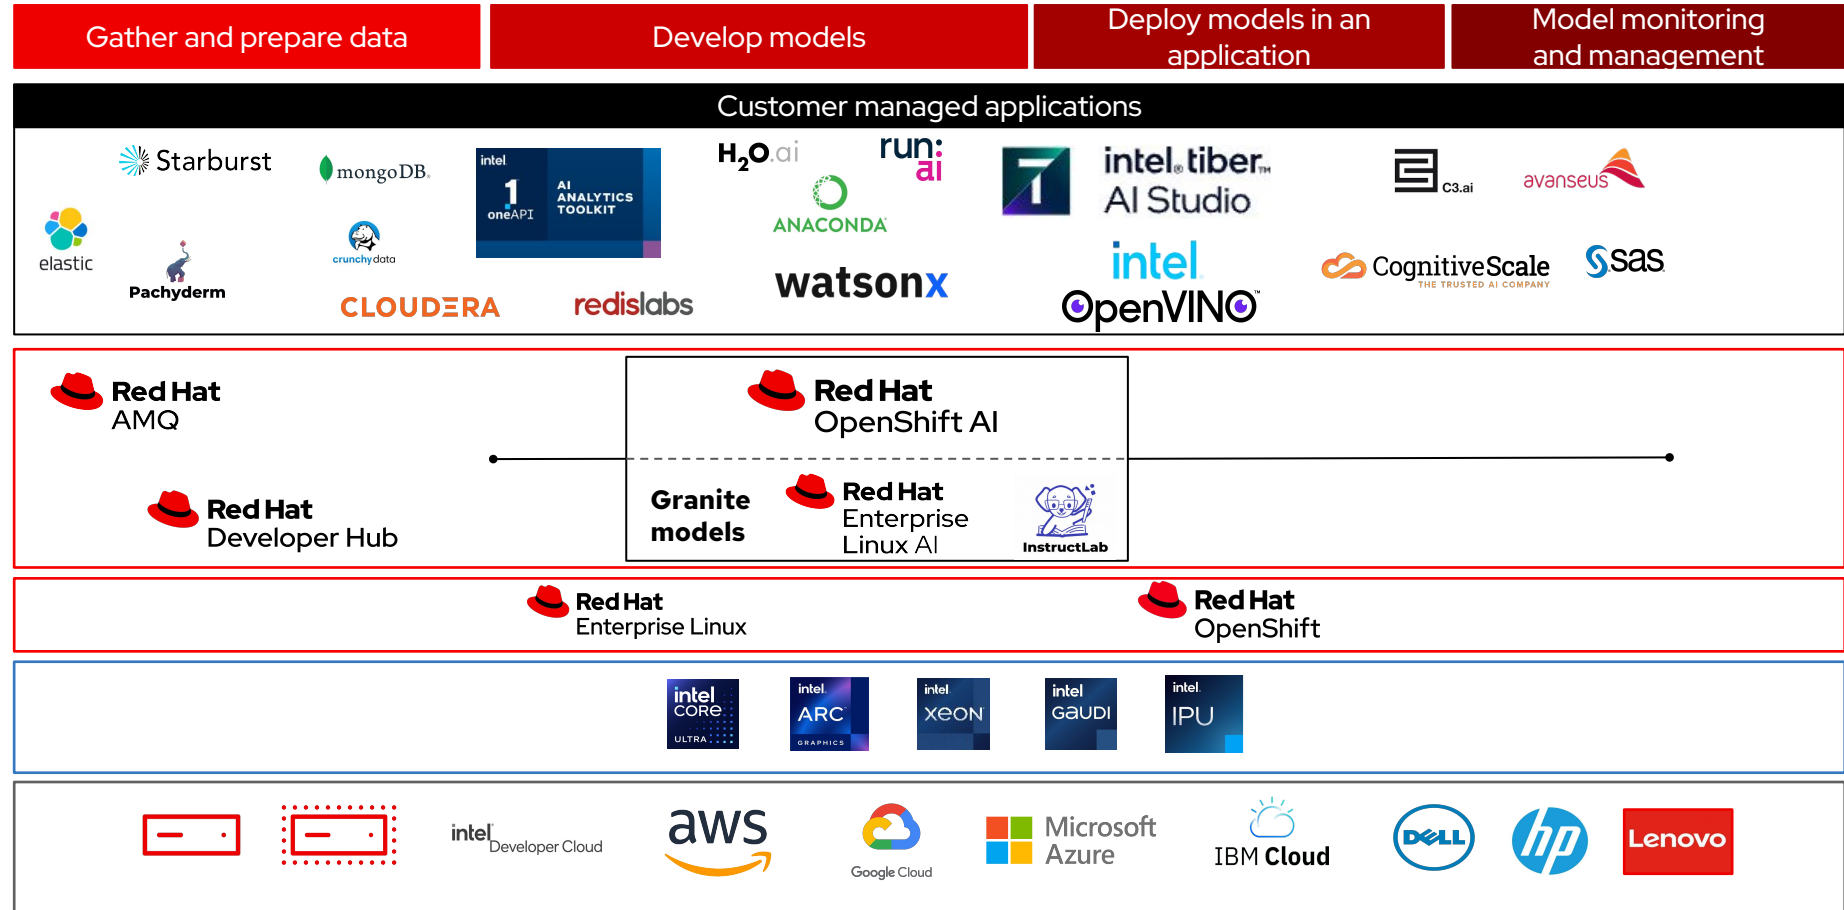 Gather and prepare data
Develop models
Deploy models in an
application
Model monitoring
and management
Customer managed applications
Starburst
mongoDB.
intel.
1
oneAPI
AI
ANALYTICS
TOOLKIT
H2O.ai
run:
ai
ANACONDA
intel. tiber™
AI Studio
C3.ai
avanseus
elastic
Pachyderm
crunchydata
CLOUDERA
redislabs
watsonx
intel.
OpenVINO™
CognitiveScale
THE TRUSTED AI COMPANY
sas
Red Hat
AMQ
Red Hat
OpenShift AI
Red Hat
Developer Hub
Granite
models
Red Hat
Enterprise
Linux AI
InstructLab
Red Hat
Enterprise Linux
Red Hat
OpenShift
intel
CORE
ULTRA
intel.
ARC
GRAPHICS
intel.
xeon
intel
GAUDI
intel.
IPU
intel Developer Cloud
aws
Google Cloud
Microsoft
Azure
IBM Cloud
DELL
hp
Lenovo